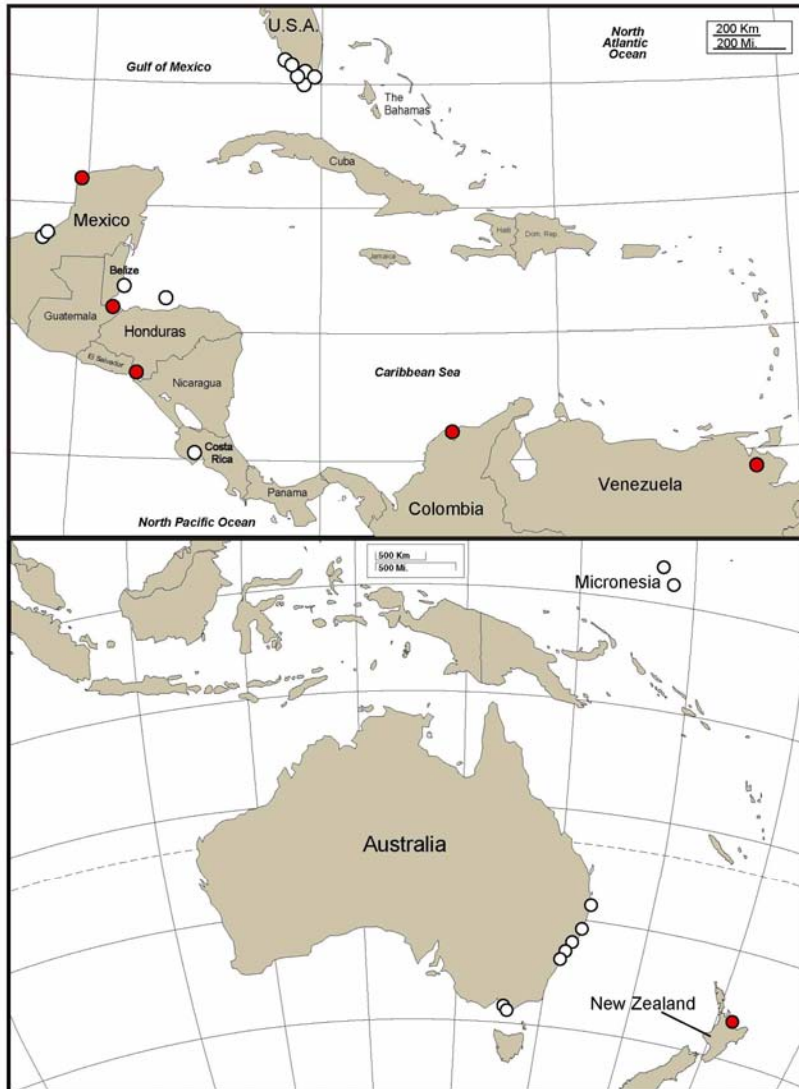 U.S.A.
North
Atlantic
Ocean
200 Km
200 Mi.
Gulf of Mexico
The
Bahamas
Cuba
Mexico
Haiti
Dom. Rep.
Jamaica
Belize
Guatemala
Honduras
El Salvador
Nicaragua
Caribbean Sea
Costa
Rica
Panama
Colombia
Venezuela
North Pacific Ocean
500 Km
500 Mi.
Micronesia
Australia
New Zealand